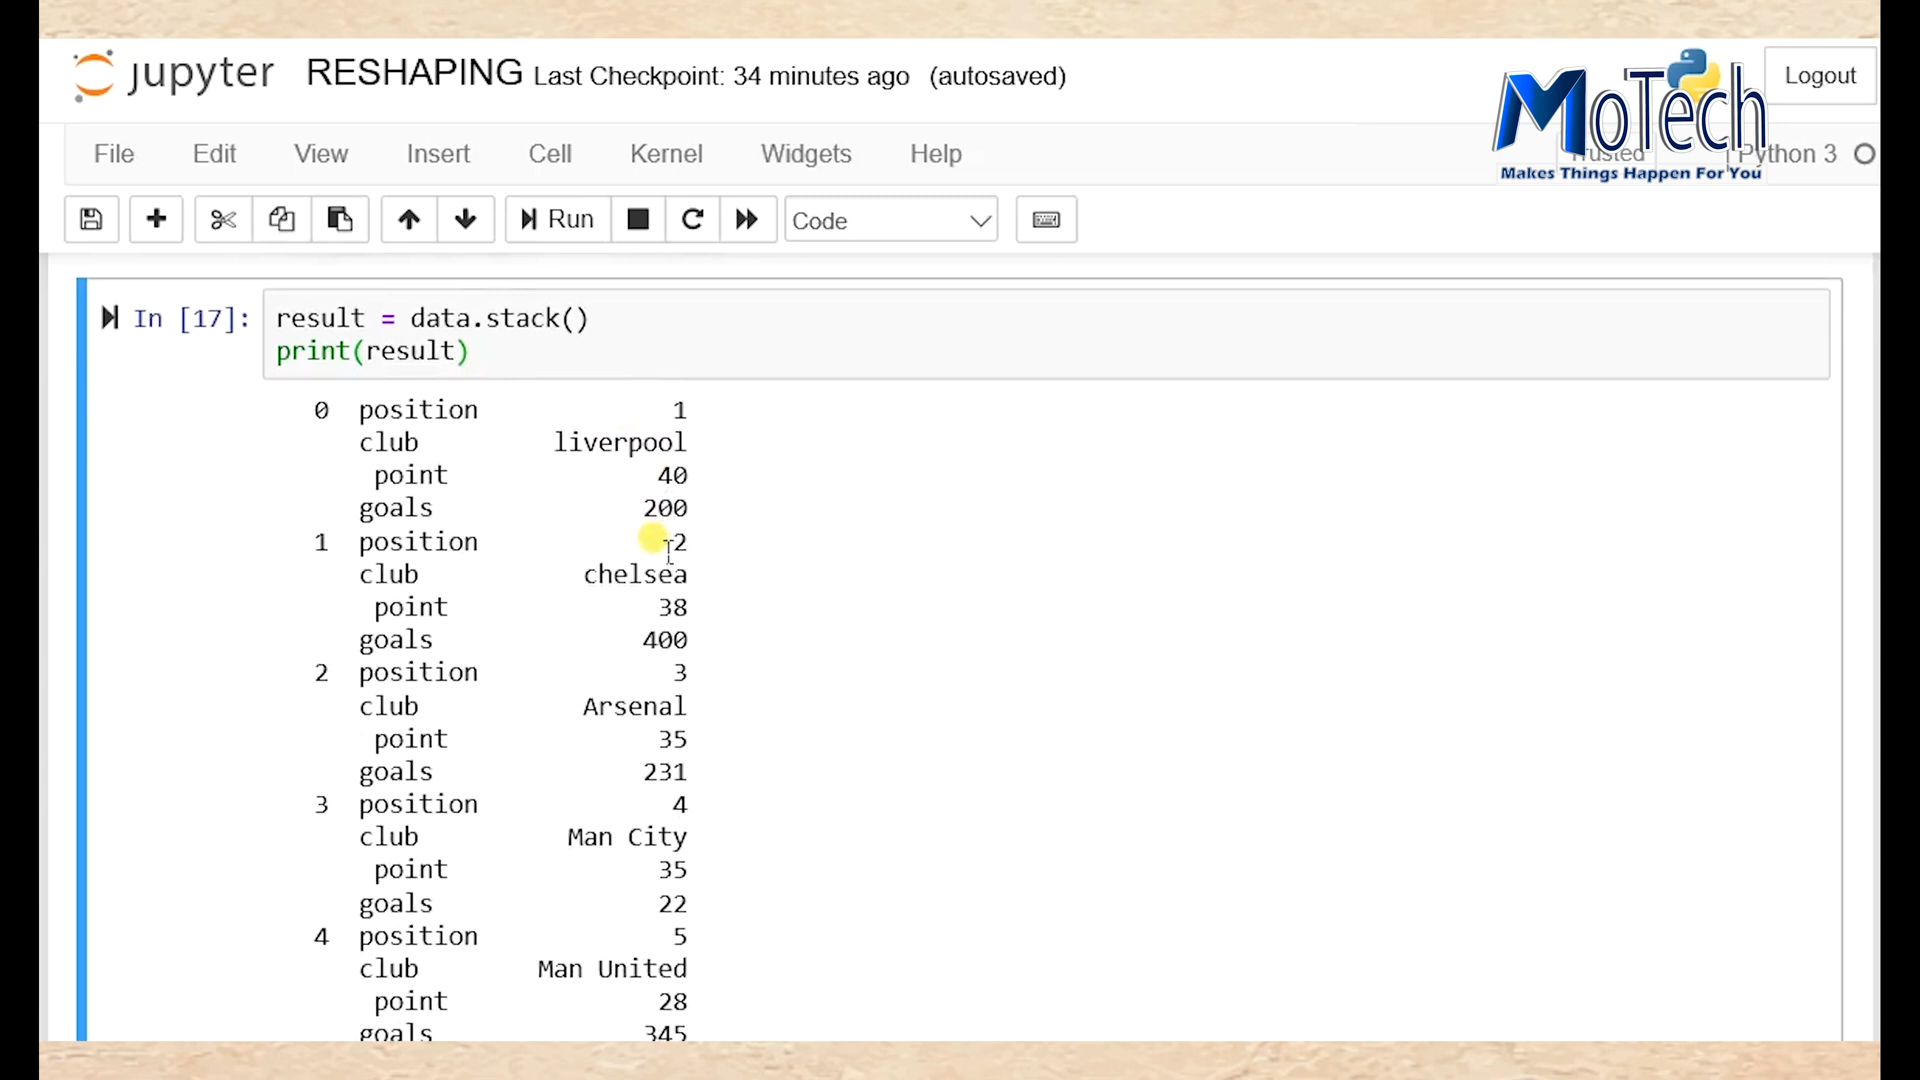 jupyter RESHAPING Last Checkpoint: 34 minutes ago (autosaved)
MoTech
Makes Things Happen For You
Logout
File Edit View Insert Cell Kernel Widgets Help Trusted Python 3
Run Code
In [17]: result = data.stack()
print(result)
0 position 1
club liverpool
point 40
goals 200
1 position 2
club chelsea
point 38
goals 400
2 position 3
club Arsenal
point 35
goals 231
3 position 4
club Man City
point 35
goals 22
4 position 5
club Man United
point 28
goals 345